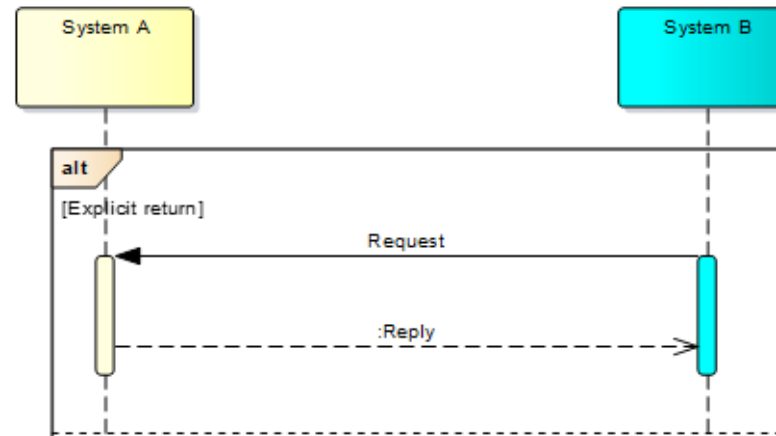 System A
System B
alt
[Explicit return]
Request
:Reply